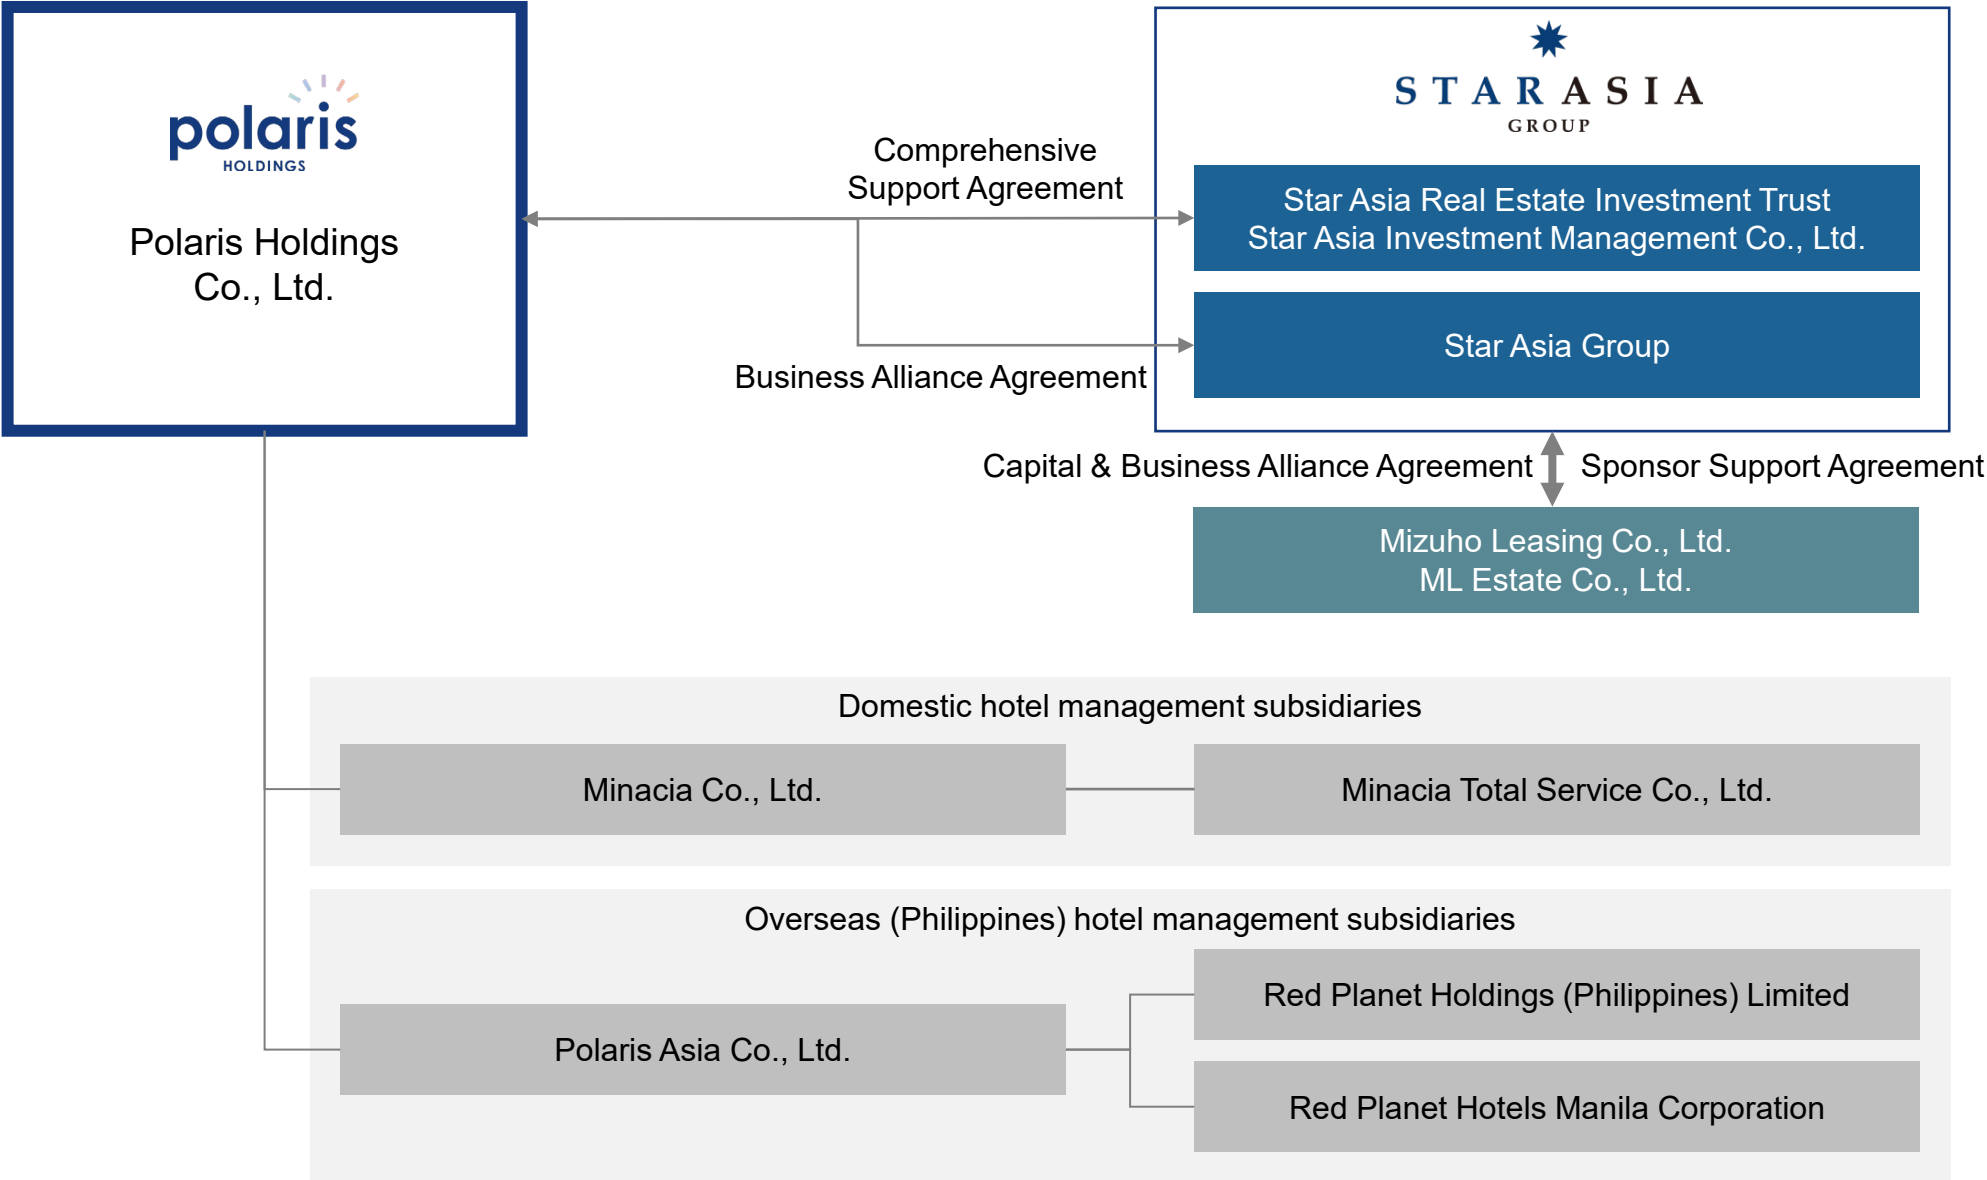 polaris
HOLDINGS
Polaris Holdings
Co., Ltd.
Comprehensive
Support Agreement
Business Alliance Agreement
STAR ASIA
GROUP
Star Asia Real Estate Investment Trust
Star Asia Investment Management Co., Ltd.
Star Asia Group
Capital & Business Alliance Agreement
Sponsor Support Agreement
Mizuho Leasing Co., Ltd.
ML Estate Co., Ltd.
Domestic hotel management subsidiaries
Minacia Co., Ltd.
Minacia Total Service Co., Ltd.
Overseas (Philippines) hotel management subsidiaries
Polaris Asia Co., Ltd.
Red Planet Holdings (Philippines) Limited
Red Planet Hotels Manila Corporation